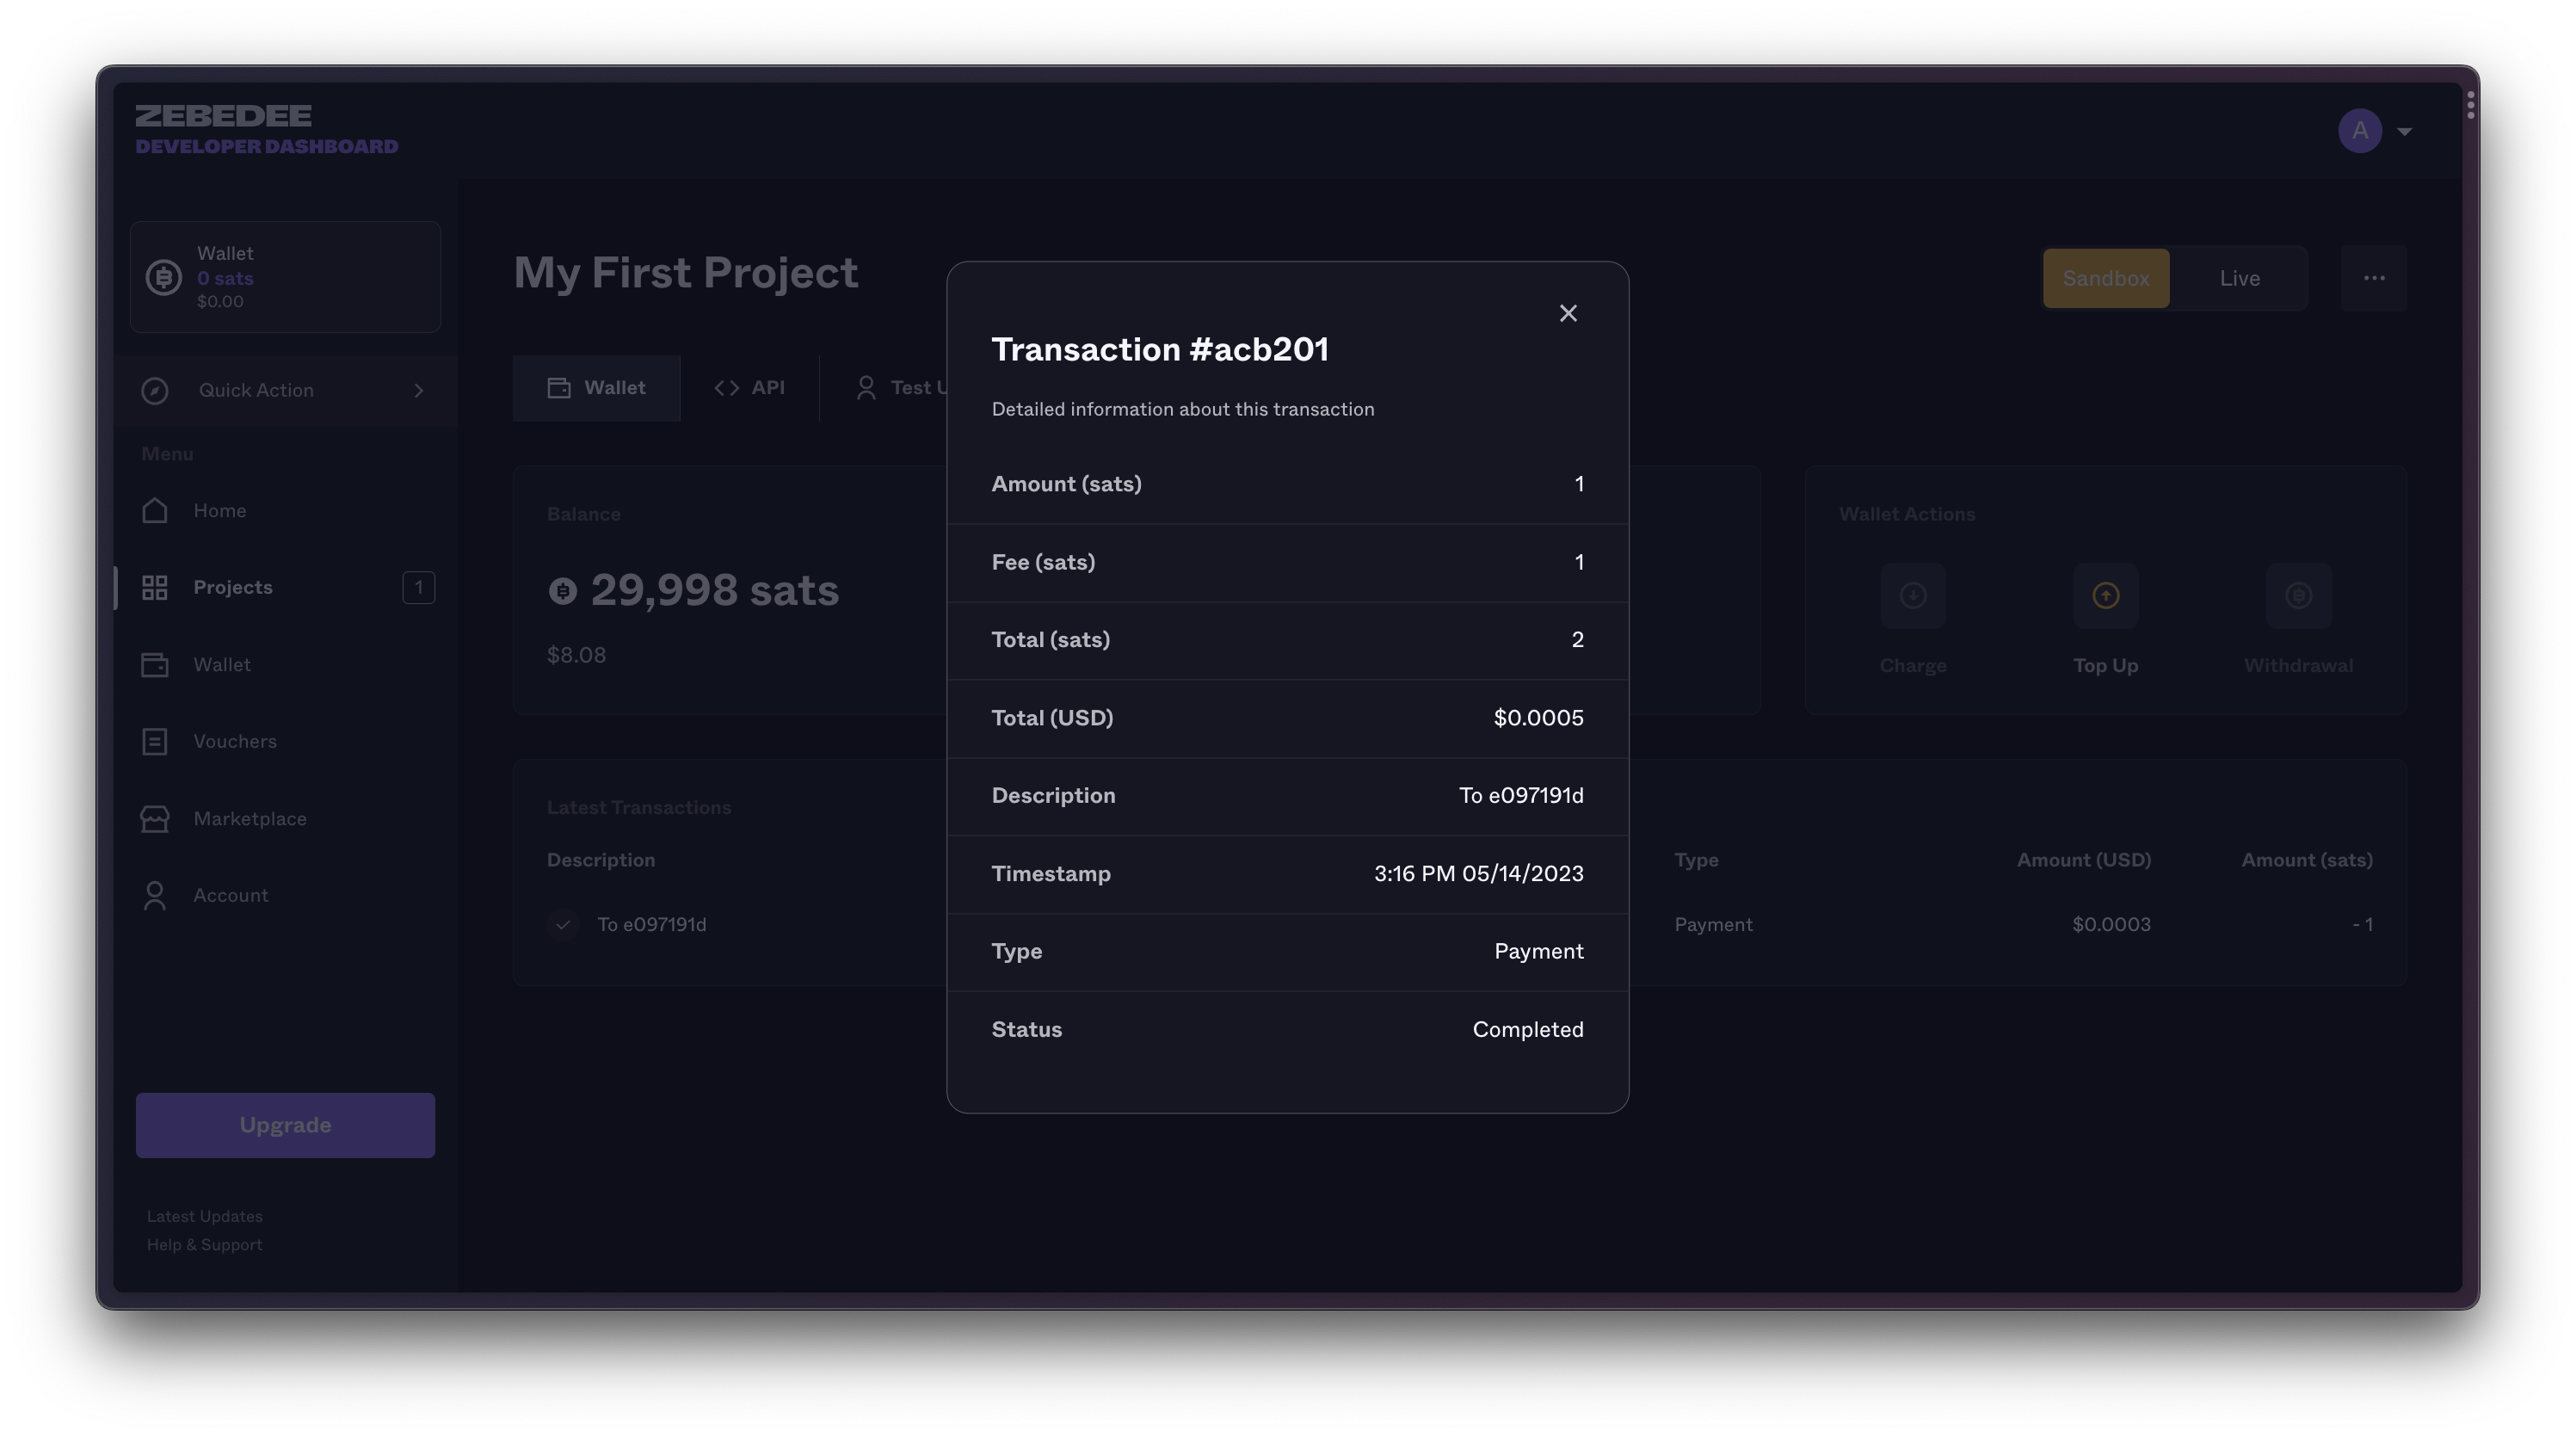 ZEBEDEE
DEVELOPER DASHBOARD
A
Wallet
0 sats
$0.00
Quick Action
Menu
Home
Projects 1
Wallet
Vouchers
Marketplace
Account
Upgrade
Latest Updates
Help & Support
My First Project
Sandbox Live
Wallet
API
Test U
Balance
29,998 sats
$8.08
Wallet Actions
Charge Top Up Withdrawal
Latest Transactions
Description Type Amount (USD) Amount (sats)
To e097191d Payment $0.0003 - 1
Transaction #acb201
Detailed information about this transaction
Amount (sats) 1
Fee (sats) 1
Total (sats) 2
Total (USD) $0.0005
Description To e097191d
Timestamp 3:16 PM 05/14/2023
Type Payment
Status Completed